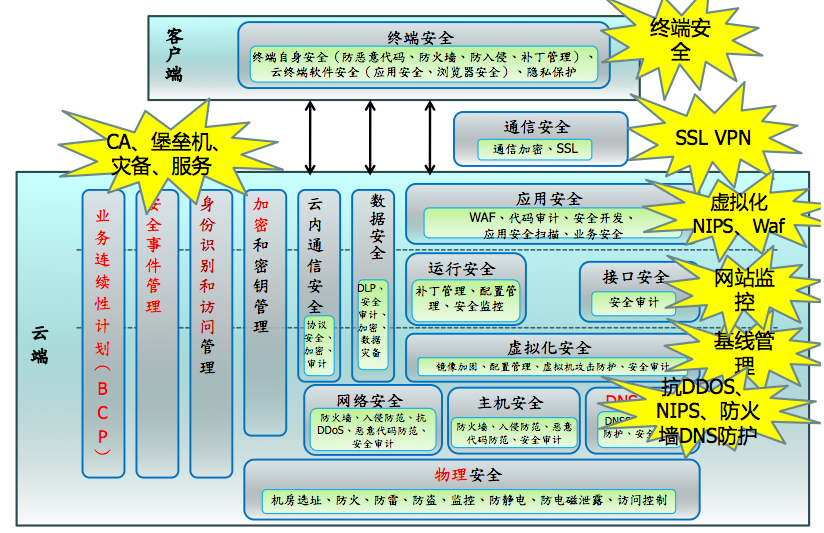 客户端
终端安全
终端自身安全（防恶意代码、防火墙、防入侵、补丁管理）、
云终端软件安全（应用安全、浏览器安全）、隐私保护
终端安
全
通信安全
通信加密、SSL
SSL VPN
CA、堡垒机、
灾备、服务
云端
业务连续性计划（BCP）
安全事件管理
身份识别和访问管理
加密和密钥管理
云内通信安全
协议
安全、
加密、
审计
数据安全
DLP、
安全
审计、
加密、
数据
灾备
应用安全
WAF、代码审计、安全开发、
应用安全扫描、业务安全
虚拟化
NIPS、Waf
运行安全
补丁管理、配置管
理、安全监控
接口安全
安全审计
网站监
控
虚拟化安全
镜像加固、配置管理、虚拟机攻击防护、安全审计
基线管
理
网络安全
防火墙、入侵防范、抗
DDoS、恶意代码防范、
安全审计
主机安全
防火墙、入侵防范、恶意
代码防范、安全审计
DNS
防护、安全
抗DDOS、
NIPS、防火
墙DNS防护
物理安全
机房选址、防火、防雷、防盗、监控、防静电、防电磁泄露、访问控制